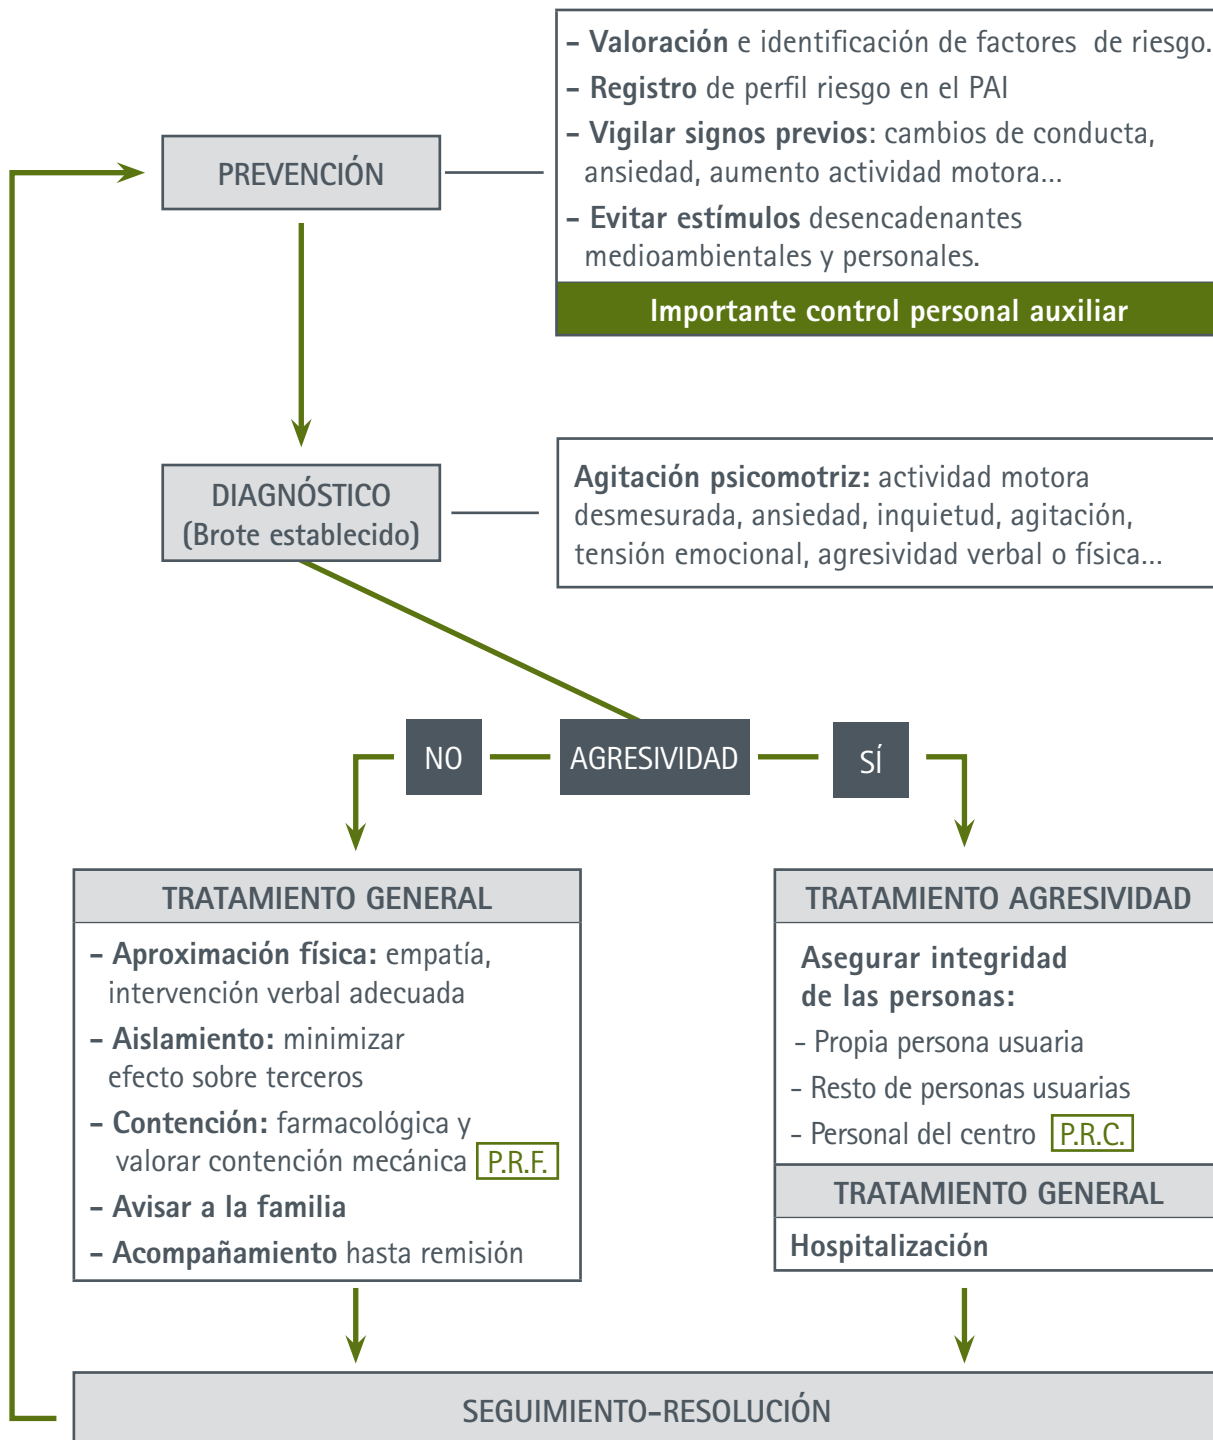 - Valoración e identificación de factores de riesgo.
- Registro de perfil riesgo en el PAI
- Vigilar signos previos: cambios de conducta,
ansiedad, aumento actividad motora...
- Evitar estímulos desencadenantes
medioambientales y personales.
Importante control personal auxiliar
PREVENCIÓN
DIAGNÓSTICO
(Brote establecido)
Agitación psicomotriz: actividad motora
desmesurada, ansiedad, inquietud, agitación,
tensión emocional, agresividad verbal o física...
NO
AGRESIVIDAD
SÍ
TRATAMIENTO GENERAL
- Aproximación física: empatía,
intervención verbal adecuada
- Aislamiento: minimizar
efecto sobre terceros
- Contención: farmacológica y
valorar contención mecánica P.R.F.
- Avisar a la familia
- Acompañamiento hasta remisión
TRATAMIENTO AGRESIVIDAD
Asegurar integridad
de las personas:
- Propia persona usuaria
- Resto de personas usuarias
- Personal del centro P.R.C.
TRATAMIENTO GENERAL
Hospitalización
SEGUIMIENTO-RESOLUCIÓN